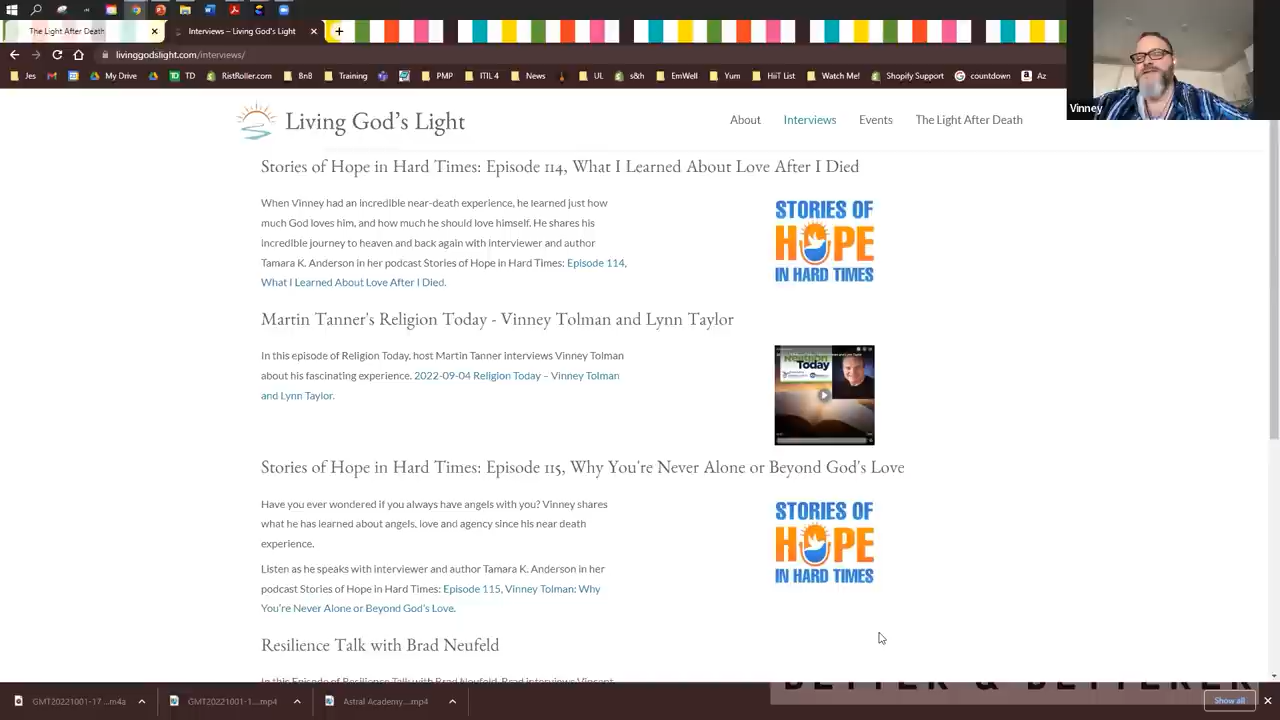 The Light After Death
Interviews – Living God's Light
livinggodslight.com/interviews/
Jes
My Drive
TD
RistRoller.com
BnB
Training
PMP
ITIL 4
News
UL
s&h
EmWell
Yum
HiiT List
Watch Me!
Shopify Support
countdown
Az
Vinney
Living God's Light
About
Interviews
Events
The Light After Death
Stories of Hope in Hard Times: Episode 114, What I Learned About Love After I Died
When Vinney had an incredible near-death experience, he learned just how
much God loves him, and how much he should love himself. He shares his
incredible journey to heaven and back again with interviewer and author
Tamara K. Anderson in her podcast Stories of Hope in Hard Times: Episode 114,
What I Learned About Love After I Died.
STORIES OF
HOPE
IN HARD TIMES
Martin Tanner's Religion Today - Vinney Tolman and Lynn Taylor
In this episode of Religion Today, host Martin Tanner interviews Vinney Tolman
about his fascinating experience. 2022-09-04 Religion Today – Vinney Tolman
and Lynn Taylor.
Religion
Today
Stories of Hope in Hard Times: Episode 115, Why You're Never Alone or Beyond God's Love
Have you ever wondered if you always have angels with you? Vinney shares
what he has learned about angels, love and agency since his near death
experience.
Listen as he speaks with interviewer and author Tamara K. Anderson in her
podcast Stories of Hope in Hard Times: Episode 115, Vinney Tolman: Why
You're Never Alone or Beyond God's Love.
STORIES OF
HOPE
IN HARD TIMES
Resilience Talk with Brad Neufeld
In this Episode of Resilience Talk with Brad Neufeld, Brad interviews Vincent
GMT20221001-17 ....m4a
GMT20221001-1....mp4
Astral Academy....mp4
BETTER & BETTERER
Show all